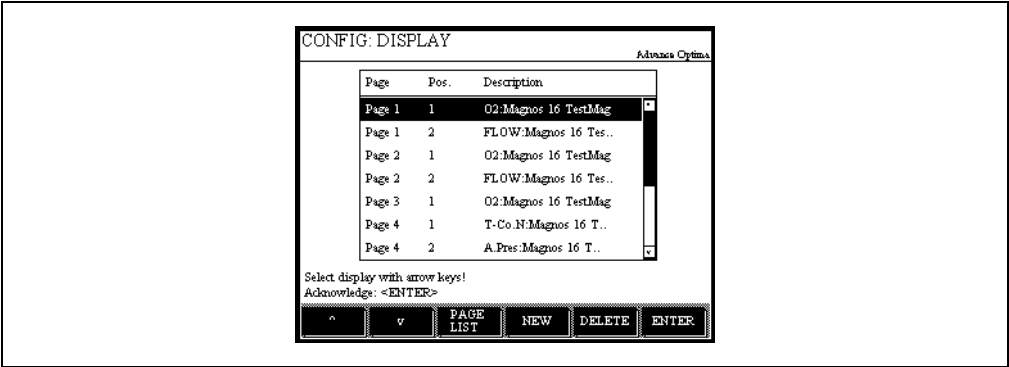 CONFIG: DISPLAY
Advance Optima
Page Pos. Description
Page 1 1 O2:Magnos 16 TestMag
Page 1 2 FLOW:Magnos 16 Tes..
Page 2 1 O2:Magnos 16 TestMag
Page 2 2 FLOW:Magnos 16 Tes..
Page 3 1 O2:Magnos 16 TestMag
Page 4 1 T-Co.N:Magnos 16 T..
Page 4 2 A.Pres:Magnos 16 T..
Select display with arrow keys!
Acknowledge: <ENTER>
^ v PAGE LIST NEW DELETE ENTER